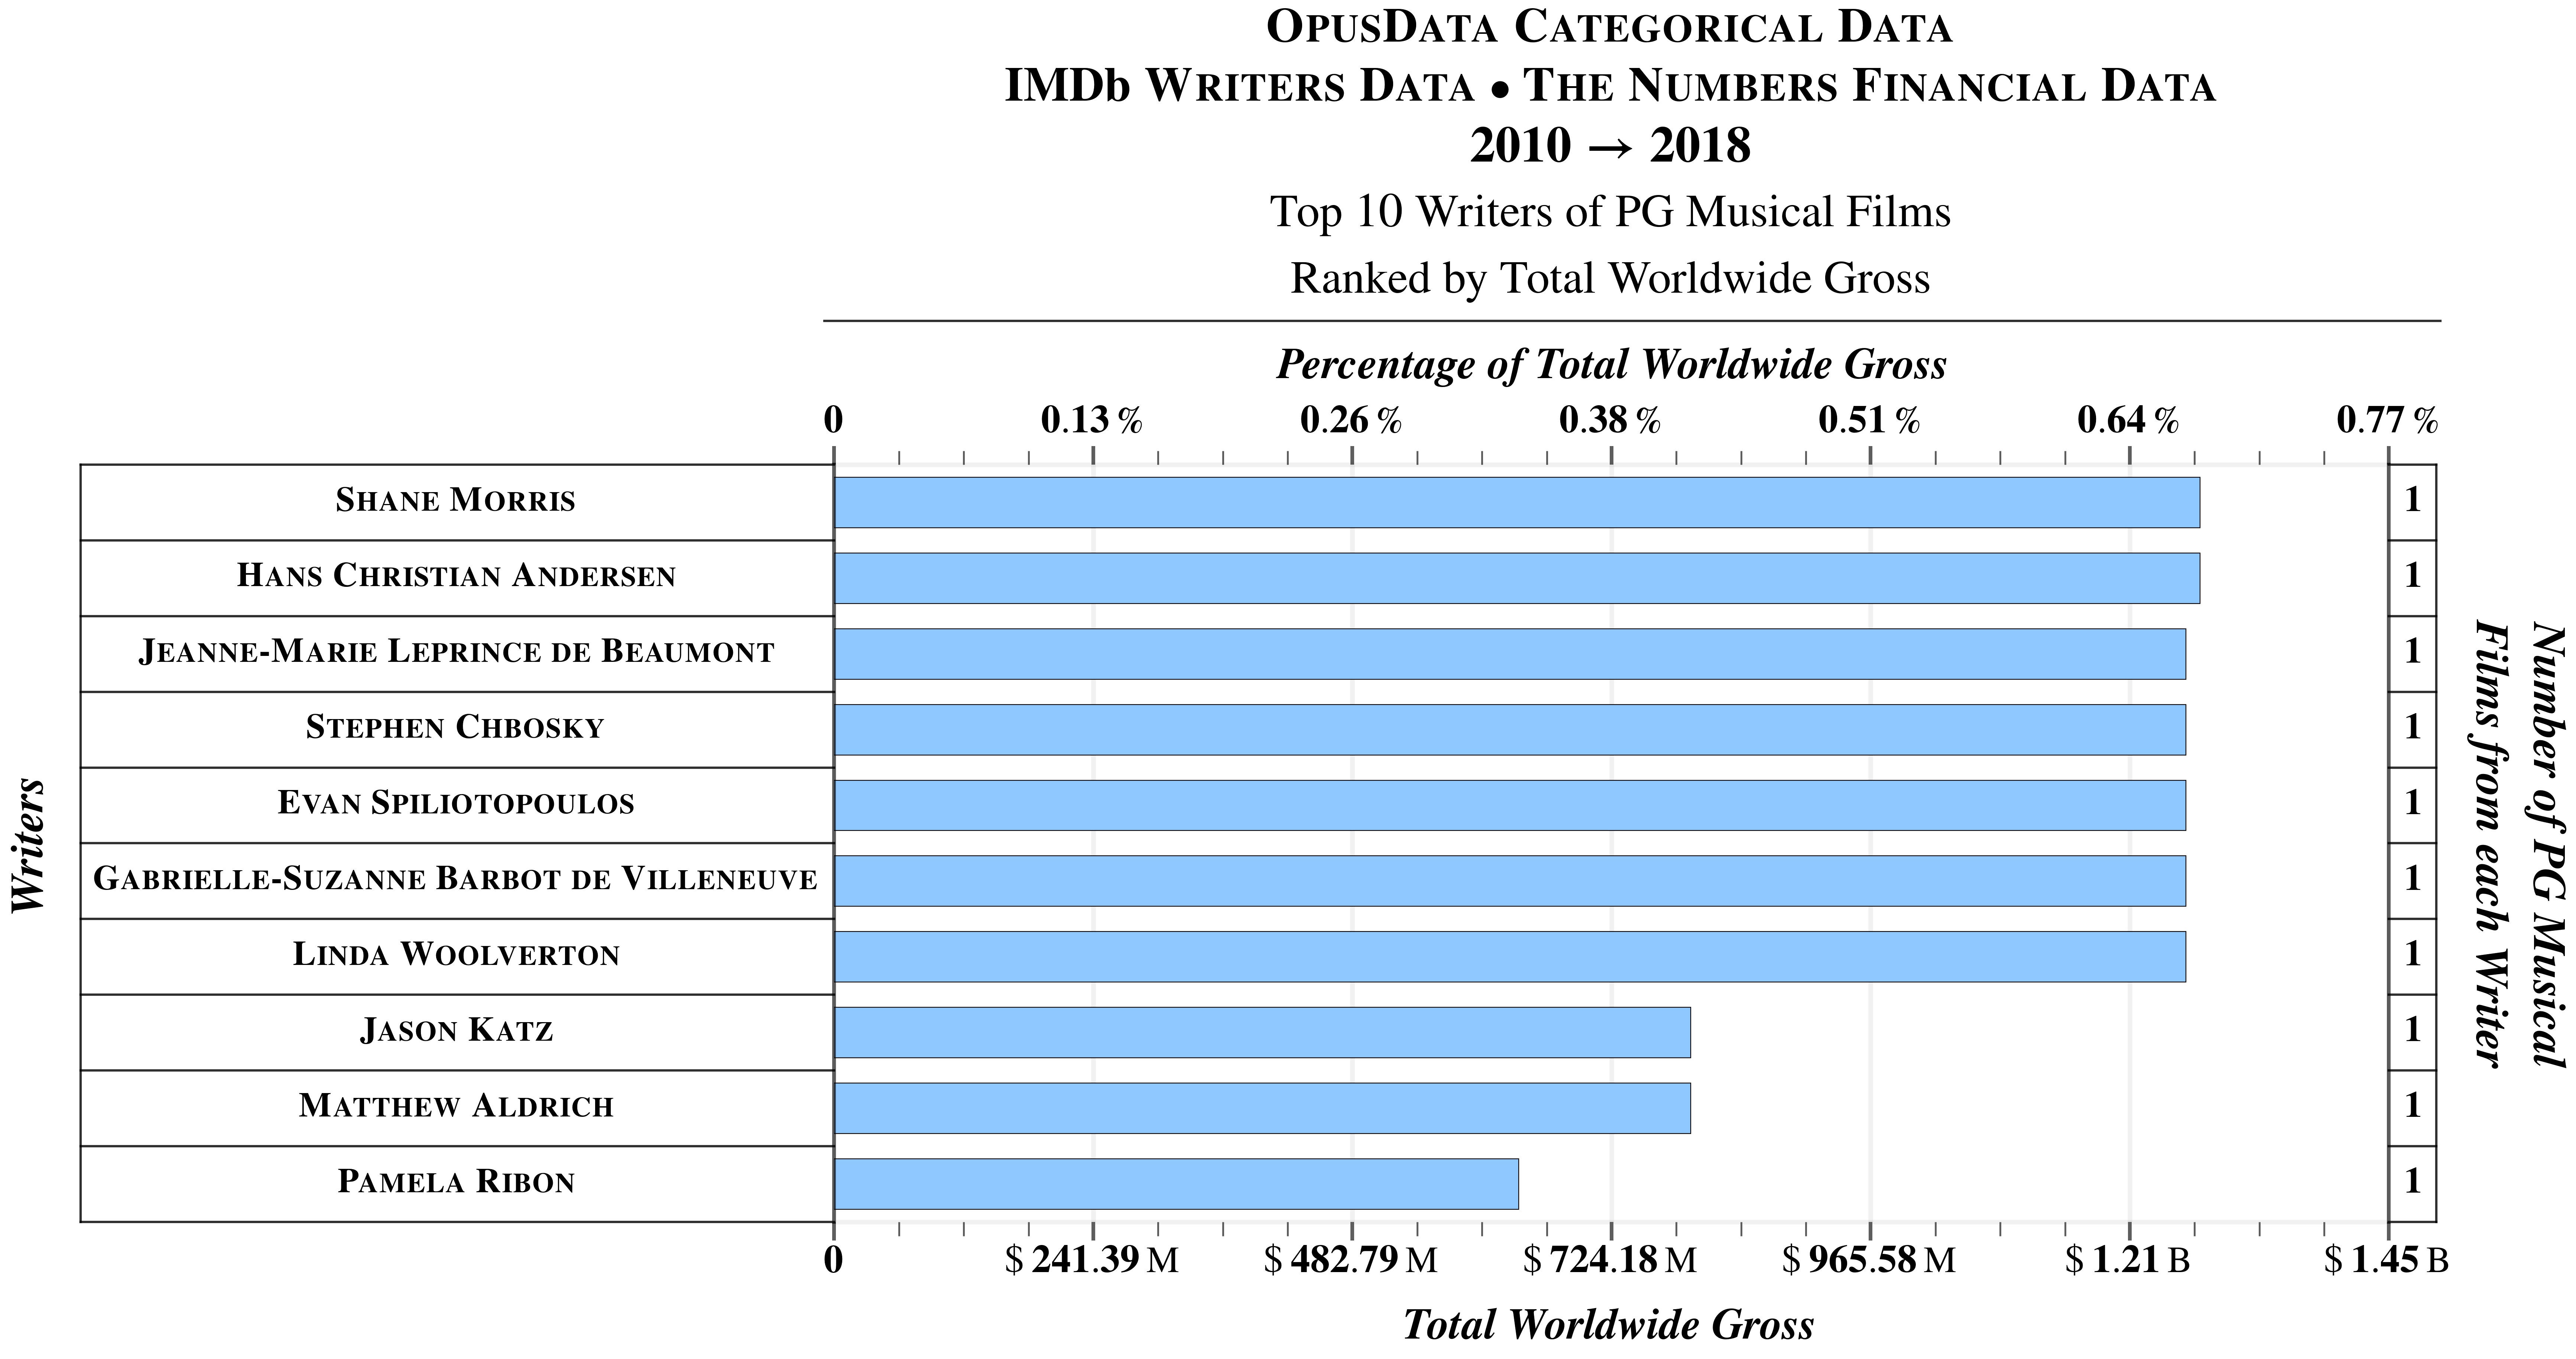 OpusData Categorical Data
IMDb Writers Data • The Numbers Financial Data
2010 → 2018
Top 10 Writers of PG Musical Films
Ranked by Total Worldwide Gross
Percentage of Total Worldwide Gross
0 0.13 % 0.26 % 0.38 % 0.51 % 0.64 % 0.77 %
Writers
Shane Morris 1
Hans Christian Andersen 1
Jeanne-Marie Leprince de Beaumont 1
Stephen Chbosky 1
Evan Spiliotopoulos 1
Gabrielle-Suzanne Barbot de Villeneuve 1
Linda Woolverton 1
Jason Katz 1
Matthew Aldrich 1
Pamela Ribon 1
Number of PG Musical
Films from each Writer
0 $ 241.39 M $ 482.79 M $ 724.18 M $ 965.58 M $ 1.21 B $ 1.45 B
Total Worldwide Gross